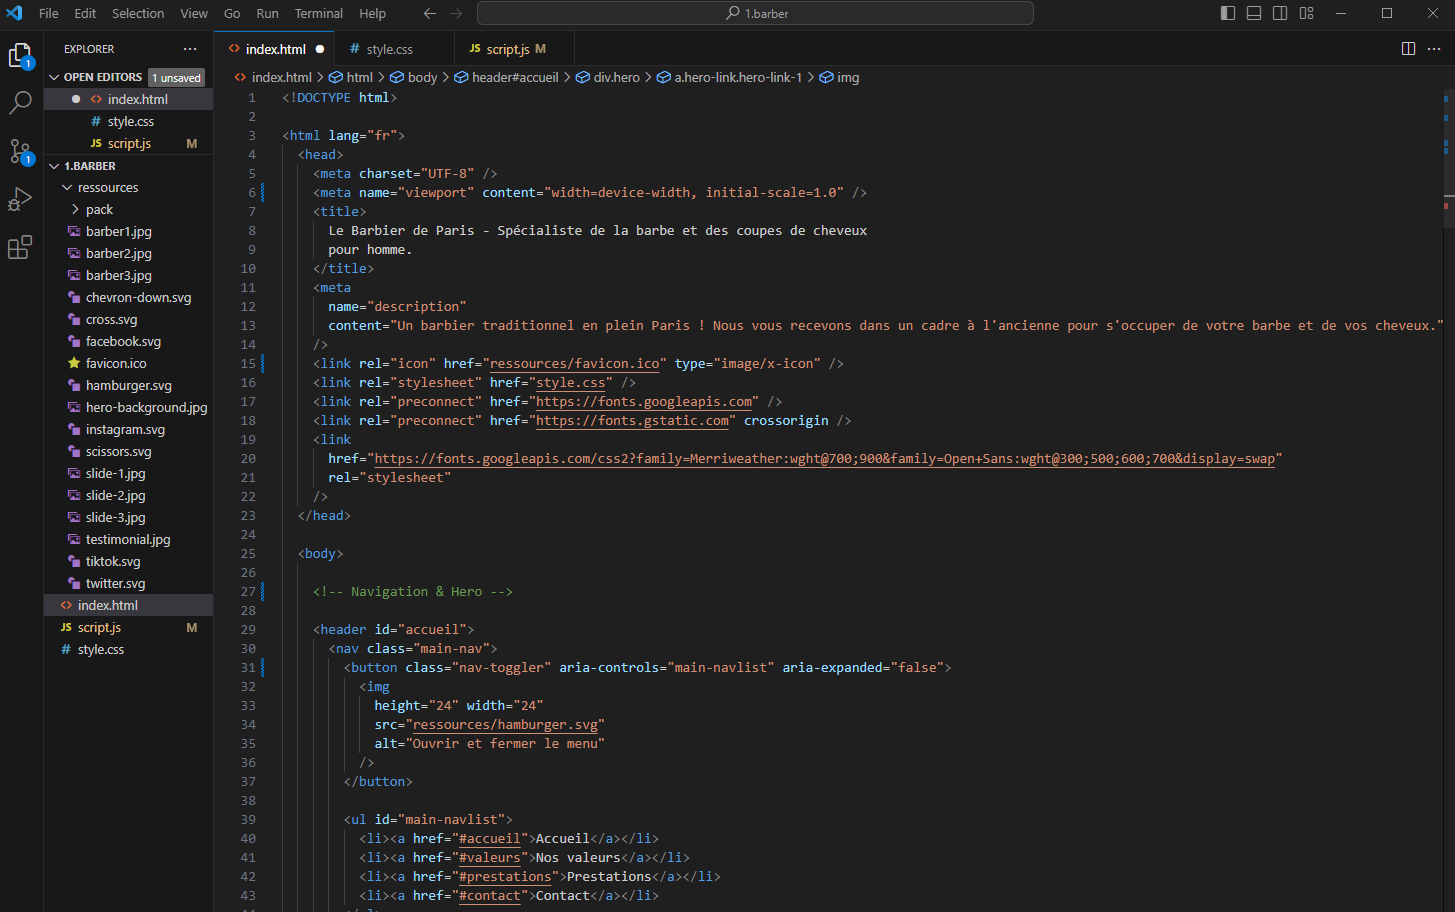 File Edit Selection View Go Run Terminal Help
1.barber
EXPLORER
OPEN EDITORS 1 unsaved
index.html
style.css
script.js M
1.BARBER
ressources
pack
barber1.jpg
barber2.jpg
barber3.jpg
chevron-down.svg
cross.svg
facebook.svg
favicon.ico
hamburger.svg
hero-background.jpg
instagram.svg
scissors.svg
slide-1.jpg
slide-2.jpg
slide-3.jpg
testimonial.jpg
tiktok.svg
twitter.svg
index.html
script.js M
style.css
1
1
index.html style.css JS script.js M
index.html > html > body > header#accueil > div.hero > a.hero-link.hero-link-1 > img
1 <!DOCTYPE html>
2
3 <html lang="fr">
4 <head>
5 <meta charset="UTF-8" />
6 <meta name="viewport" content="width=device-width, initial-scale=1.0" />
7 <title>
8 Le Barbier de Paris - Spécialiste de la barbe et des coupes de cheveux
9 pour homme.
10 </title>
11 <meta
12 name="description"
13 content="Un barbier traditionnel en plein Paris ! Nous vous recevons dans un cadre à l'ancienne pour s'occuper de votre barbe et de vos cheveux."
14 />
15 <link rel="icon" href="ressources/favicon.ico" type="image/x-icon" />
16 <link rel="stylesheet" href="style.css" />
17 <link rel="preconnect" href="https://fonts.googleapis.com" />
18 <link rel="preconnect" href="https://fonts.gstatic.com" crossorigin />
19 <link
20 href="https://fonts.googleapis.com/css2?family=Merriweather:wght@700;900&family=Open+Sans:wght@300;500;600;700&display=swap"
21 rel="stylesheet"
22 />
23 </head>
24
25 <body>
26
27 <!-- Navigation & Hero -->
28
29 <header id="accueil">
30 <nav class="main-nav">
31 <button class="nav-toggler" aria-controls="main-navlist" aria-expanded="false">
32 <img
33 height="24" width="24"
34 src="ressources/hamburger.svg"
35 alt="Ouvrir et fermer le menu"
36 />
37 </button>
38
39 <ul id="main-navlist">
40 <li><a href="#accueil">Accueil</a></li>
41 <li><a href="#valeurs">Nos valeurs</a></li>
42 <li><a href="#prestations">Prestations</a></li>
43 <li><a href="#contact">Contact</a></li>